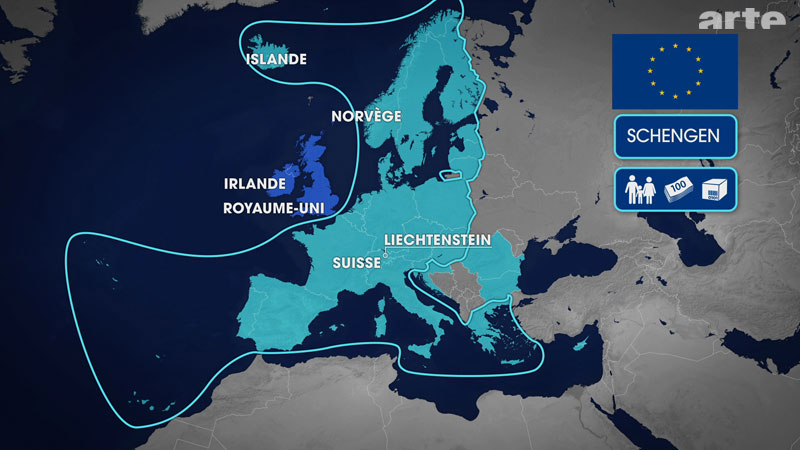 arte
ISLANDE
NORVÈGE
SCHENGEN
IRLANDE
ROYAUME-UNI
100
LIECHTENSTEIN
SUISSE